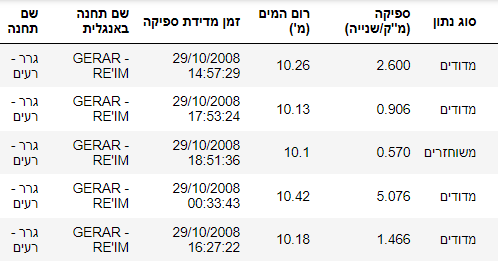 סוג נתון
ספיקה
(מ''ק/שנייה)
רום המים
(מ')
זמן מדידת ספיקה
שם תחנה
באנגלית
שם
תחנה
מדודים
2.600
10.26
29/10/2008
14:57:29
GERAR -
RE'IM
גרר -
רעים
מדודים
0.906
10.13
29/10/2008
17:53:24
GERAR -
RE'IM
גרר -
רעים
משוחזרים
0.570
10.1
29/10/2008
18:51:36
GERAR -
RE'IM
גרר -
רעים
מדודים
5.076
10.42
29/10/2008
00:33:43
GERAR -
RE'IM
גרר -
רעים
מדודים
1.466
10.18
29/10/2008
16:27:22
GERAR -
RE'IM
גרר -
רעים